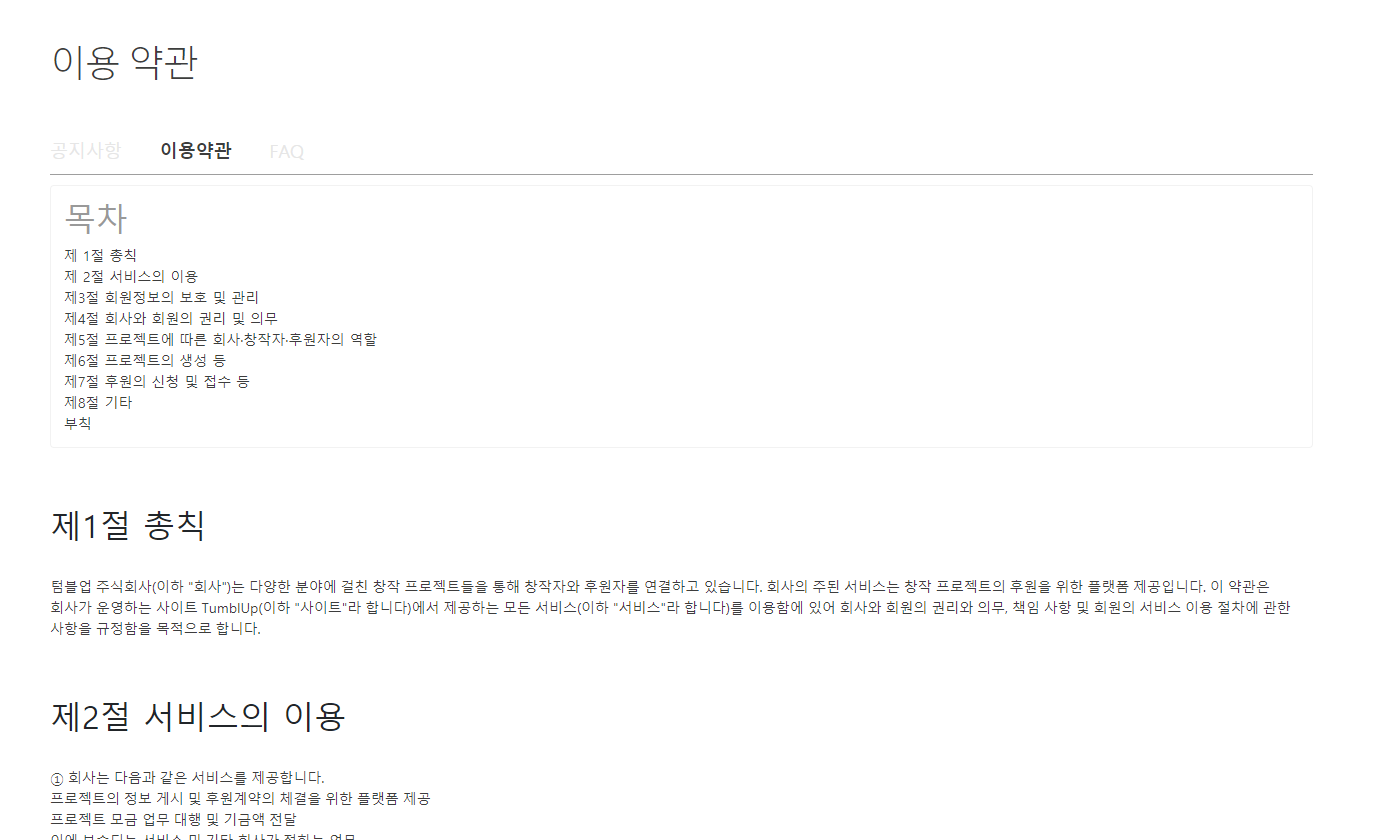 이용 약관
공지사항 이용약관 FAQ
목차
제 1절 총칙
제 2절 서비스의 이용
제3절 회원정보의 보호 및 관리
제4절 회사와 회원의 권리 및 의무
제5절 프로젝트에 따른 회사·창작자·후원자의 역할
제6절 프로젝트의 생성 등
제7절 후원의 신청 및 접수 등
제8절 기타
부칙
제1절 총칙
텀블업 주식회사(이하 "회사")는 다양한 분야에 걸친 창작 프로젝트들을 통해 창작자와 후원자를 연결하고 있습니다. 회사의 주된 서비스는 창작 프로젝트의 후원을 위한 플랫폼 제공입니다. 이 약관은
회사가 운영하는 사이트 TumblUp(이하 "사이트"라 합니다)에서 제공하는 모든 서비스(이하 "서비스"라 합니다)를 이용함에 있어 회사와 회원의 권리와 의무, 책임 사항 및 회원의 서비스 이용 절차에 관한
사항을 규정함을 목적으로 합니다.
제2절 서비스의 이용
① 회사는 다음과 같은 서비스를 제공합니다.
프로젝트의 정보 게시 및 후원계약의 체결을 위한 플랫폼 제공
프로젝트 모금 업무 대행 및 기금액 전달